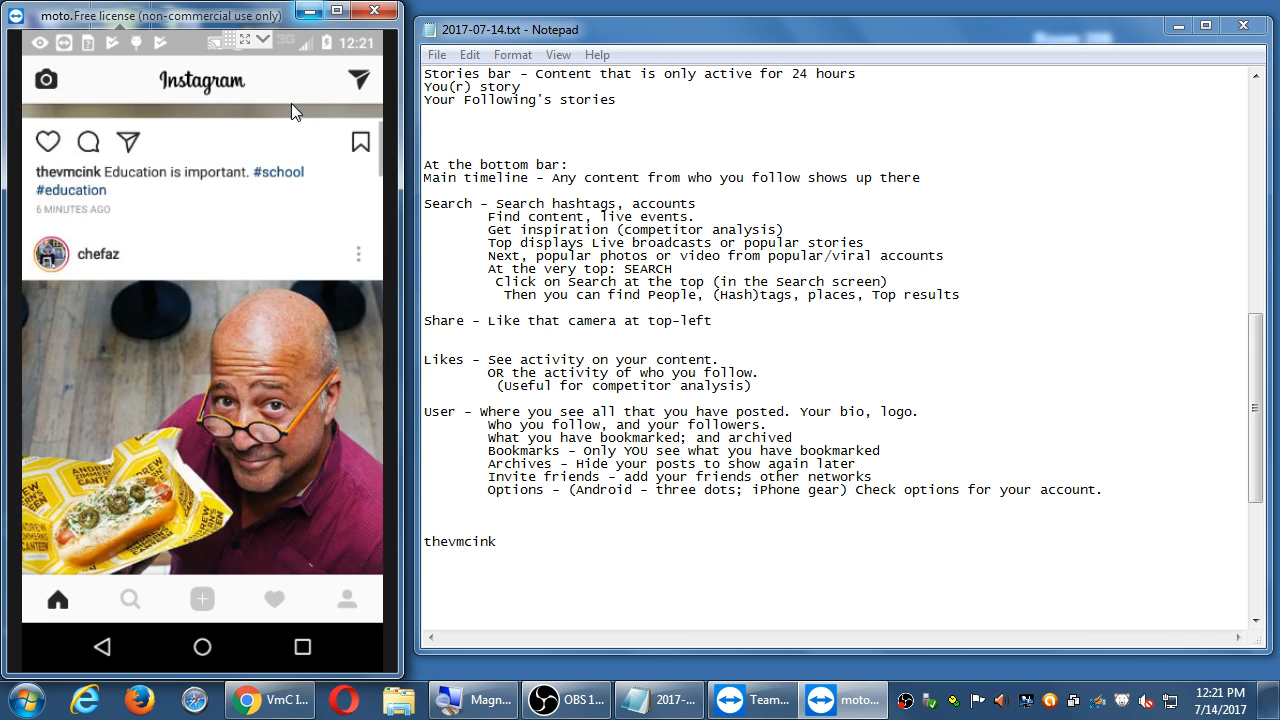 moto.Free license (non-commercial use only)
3G
12:21
Instagram
thevmcink Education is important. #school
#education
6 MINUTES AGO
chefaz
ANDREW
ZIMMERN'S
CANTEEN
2017-07-14.txt - Notepad
File Edit Format View Help
Stories bar - Content that is only active for 24 hours
You(r) story
Your Following's stories
At the bottom bar:
Main timeline - Any content from who you follow shows up there
Search - Search hashtags, accounts
Find content, live events.
Get inspiration (competitor analysis)
Top displays Live broadcasts or popular stories
Next, popular photos or video from popular/viral accounts
At the very top: SEARCH
Click on Search at the top (in the Search screen)
Then you can find People, (Hash)tags, places, Top results
Share - Like that camera at top-left
Likes - See activity on your content.
OR the activity of who you follow.
(Useful for competitor analysis)
User - Where you see all that you have posted. Your bio, logo.
Who you follow, and your followers.
What you have bookmarked; and archived
Bookmarks - Only YOU see what you have bookmarked
Archives - Hide your posts to show again later
Invite friends - add your friends other networks
Options - (Android - three dots; iPhone gear) Check options for your account.
thevmcink
VmC I...
Magn...
OBS 1...
2017-...
Team...
moto...
12:21 PM
7/14/2017